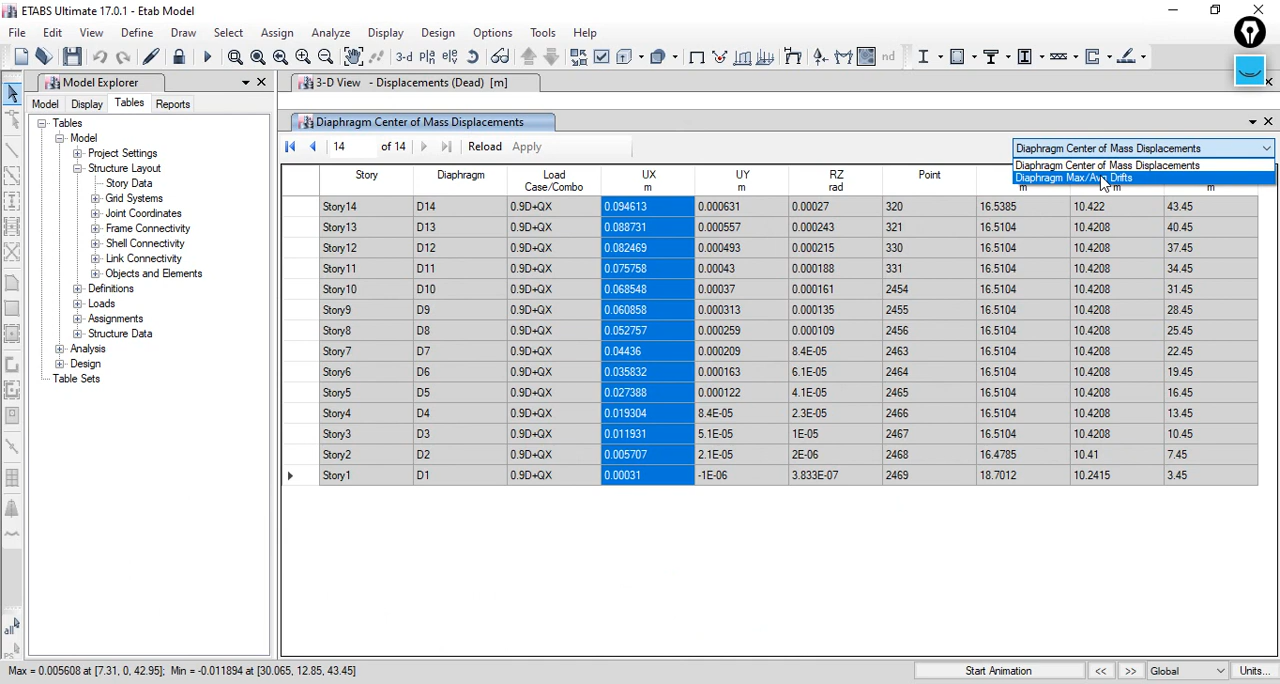 ETABS Ultimate 17.0.1 - Etab Model
File Edit View Define Draw Select Assign Analyze Display Design Options Tools Help
3-d nd
Model Explorer
3-D View - Displacements (Dead) [m]
Model Display Tables Reports
Tables
Model
Project Settings
Structure Layout
Story Data
Grid Systems
Joint Coordinates
Frame Connectivity
Shell Connectivity
Link Connectivity
Objects and Elements
Definitions
Loads
Assignments
Structure Data
Analysis
Design
Table Sets
Diaphragm Center of Mass Displacements
14 of 14 Reload Apply
Diaphragm Center of Mass Displacements
Diaphragm Center of Mass Displacements
Diaphragm Max/Avg Drifts
Story Diaphragm Load Case/Combo UX m UY m RZ rad Point m m m
Story14 D14 0.9D+QX 0.094613 0.000631 0.00027 320 16.5385 10.422 43.45
Story13 D13 0.9D+QX 0.088731 0.000557 0.000243 321 16.5104 10.4208 40.45
Story12 D12 0.9D+QX 0.082469 0.000493 0.000215 330 16.5104 10.4208 37.45
Story11 D11 0.9D+QX 0.075758 0.00043 0.000188 331 16.5104 10.4208 34.45
Story10 D10 0.9D+QX 0.068548 0.00037 0.000161 2454 16.5104 10.4208 31.45
Story9 D9 0.9D+QX 0.060858 0.000313 0.000135 2455 16.5104 10.4208 28.45
Story8 D8 0.9D+QX 0.052757 0.000259 0.000109 2456 16.5104 10.4208 25.45
Story7 D7 0.9D+QX 0.04436 0.000209 8.4E-05 2463 16.5104 10.4208 22.45
Story6 D6 0.9D+QX 0.035832 0.000163 6.1E-05 2464 16.5104 10.4208 19.45
Story5 D5 0.9D+QX 0.027388 0.000122 4.1E-05 2465 16.5104 10.4208 16.45
Story4 D4 0.9D+QX 0.019304 8.4E-05 2.3E-05 2466 16.5104 10.4208 13.45
Story3 D3 0.9D+QX 0.011931 5.1E-05 1E-05 2467 16.5104 10.4208 10.45
Story2 D2 0.9D+QX 0.005707 2.1E-05 2E-06 2468 16.4785 10.41 7.45
Story1 D1 0.9D+QX 0.00031 -1E-06 3.833E-07 2469 18.7012 10.2415 3.45
all
Max = 0.005608 at [7.31, 0, 42.95]; Min = -0.011894 at [30.065, 12.85, 43.45]
Start Animation << >> Global Units...